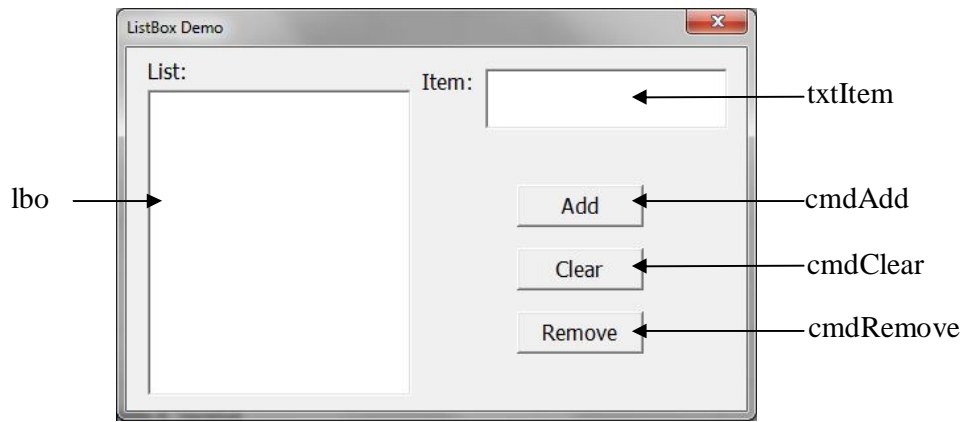 ListBox Demo
List:
Item:
txtItem
lbo
Add
cmdAdd
Clear
cmdClear
Remove
cmdRemove